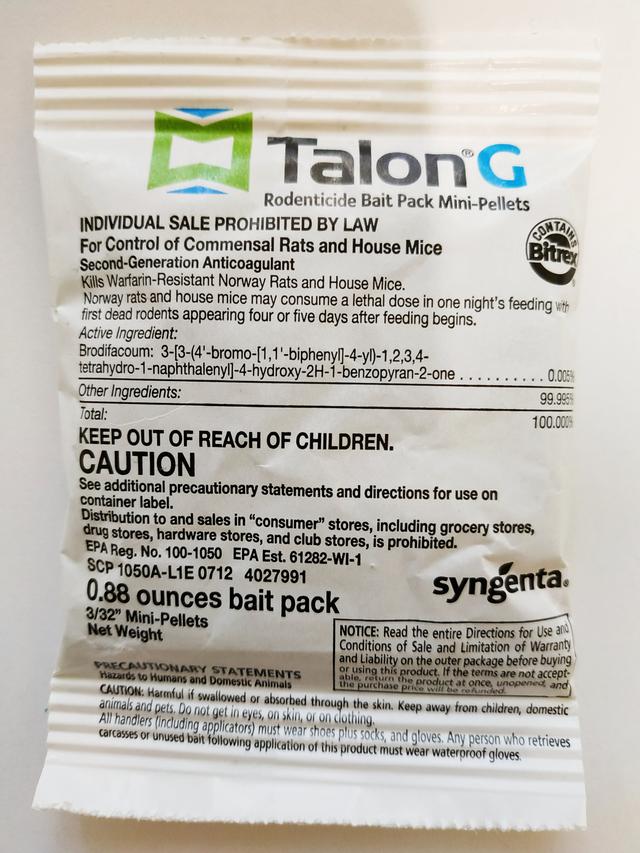 Talon® G
Rodenticide Bait Pack Mini-Pellets
INDIVIDUAL SALE PROHIBITED BY LAW
For Control of Commensal Rats and House Mice
CONTAINS
Bitrex
Second-Generation Anticoagulant
Kills Warfarin-Resistant Norway Rats and House Mice.
Norway rats and house mice may consume a lethal dose in one night's feeding with
first dead rodents appearing four or five days after feeding begins.
Active Ingredient:
Brodifacoum: 3-[3-(4'-bromo-[1,1'-biphenyl]-4-yl)-1,2,3,4-
tetrahydro-1-naphthalenyl]-4-hydroxy-2H-1-benzopyran-2-one . . . . . . . . . . 0.005%
Other Ingredients: 99.995%
Total: 100.000%
KEEP OUT OF REACH OF CHILDREN.
CAUTION
See additional precautionary statements and directions for use on
container label.
Distribution to and sales in "consumer" stores, including grocery stores,
drug stores, hardware stores, and club stores, is prohibited.
EPA Reg. No. 100-1050 EPA Est. 61282-WI-1
SCP 1050A-L1E 0712 4027991
0.88 ounces bait pack
3/32" Mini-Pellets
Net Weight
syngenta®
NOTICE: Read the entire Directions for Use and
Conditions of Sale and Limitation of Warranty
and Liability on the outer package before buying
or using this product. If the terms are not accept-
able, return the product at once, unopened, and
the purchase price will be refunded.
PRECAUTIONARY STATEMENTS
Hazards to Humans and Domestic Animals
CAUTION: Harmful if swallowed or absorbed through the skin. Keep away from children, domestic
animals and pets. Do not get in eyes, on skin, or on clothing.
All handlers (including applicators) must wear shoes plus socks, and gloves. Any person who retrieves
carcasses or unused bait following application of this product must wear waterproof gloves.